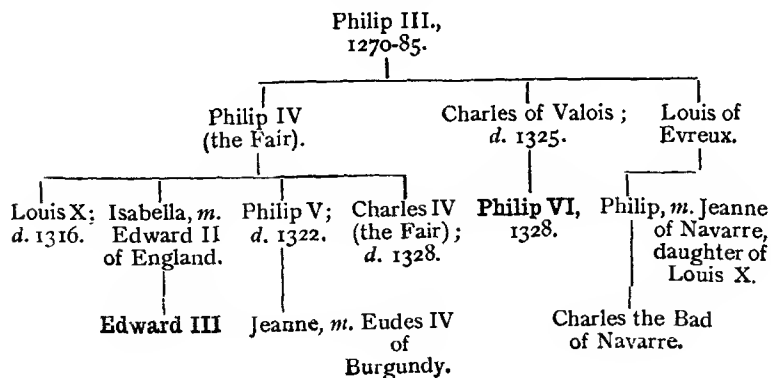 Philip III.,
1270-85.
Philip IV
(the Fair).
Charles of Valois ;
d. 1325.
Louis of
Evreux.
Louis X;
d. 1316.
Isabella, m.
Edward II
of England.
Philip V;
d. 1322.
Charles IV
(the Fair) ;
d. 1328.
Philip VI,
1328.
Philip, m. Jeanne
of Navarre,
daughter of
Louis X.
Edward III
Jeanne, m. Eudes IV
of
Burgundy.
Charles the Bad
of Navarre.